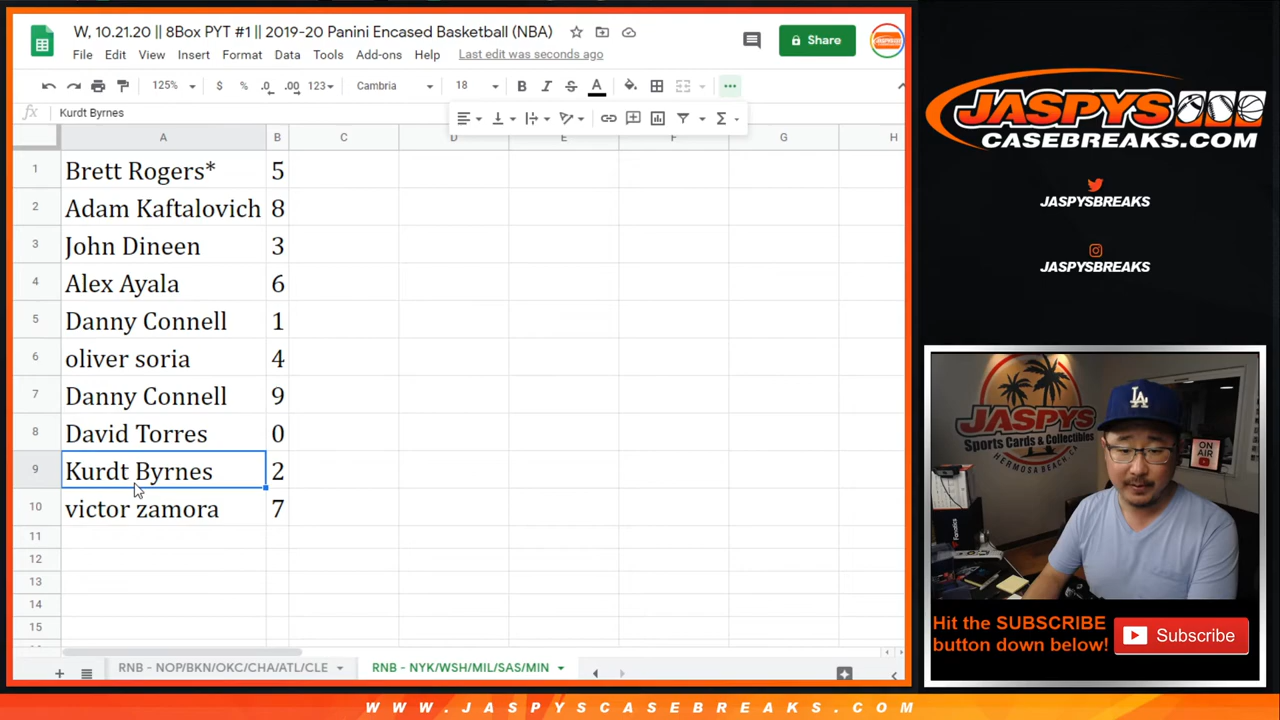 W, 10.21.20 || 8Box PYT #1 || 2019-20 Panini Encased Basketball (NBA)
File Edit View Insert Format Data Tools Add-ons Help Last edit was seconds ago
Share
125% $ % .0 .00 123 Cambria 18 B I S A
fx Kurdt Byrnes
A B C D E F G H
1 Brett Rogers* 5
2 Adam Kaftalovich 8
3 John Dineen 3
4 Alex Ayala 6
5 Danny Connell 1
6 oliver soria 4
7 Danny Connell 9
8 David Torres 0
9 Kurdt Byrnes 2
10 victor zamora 7
11
12
13
14
15
RNB - NOP/BKN/OKC/CHA/ATL/CLE RNB - NYK/WSH/MIL/SAS/MIN
JASPYS
CASEBREAKS.COM
JASPYSBREAKS
JASPYSBREAKS
JASPYS
Sports Cards & Collectibles
HERMOSA BEACH, CA
LA
ON AIR
Fanatics
Hit the SUBSCRIBE
button down below!
Subscribe
WWW.JASPYSCASEBREAKS.COM